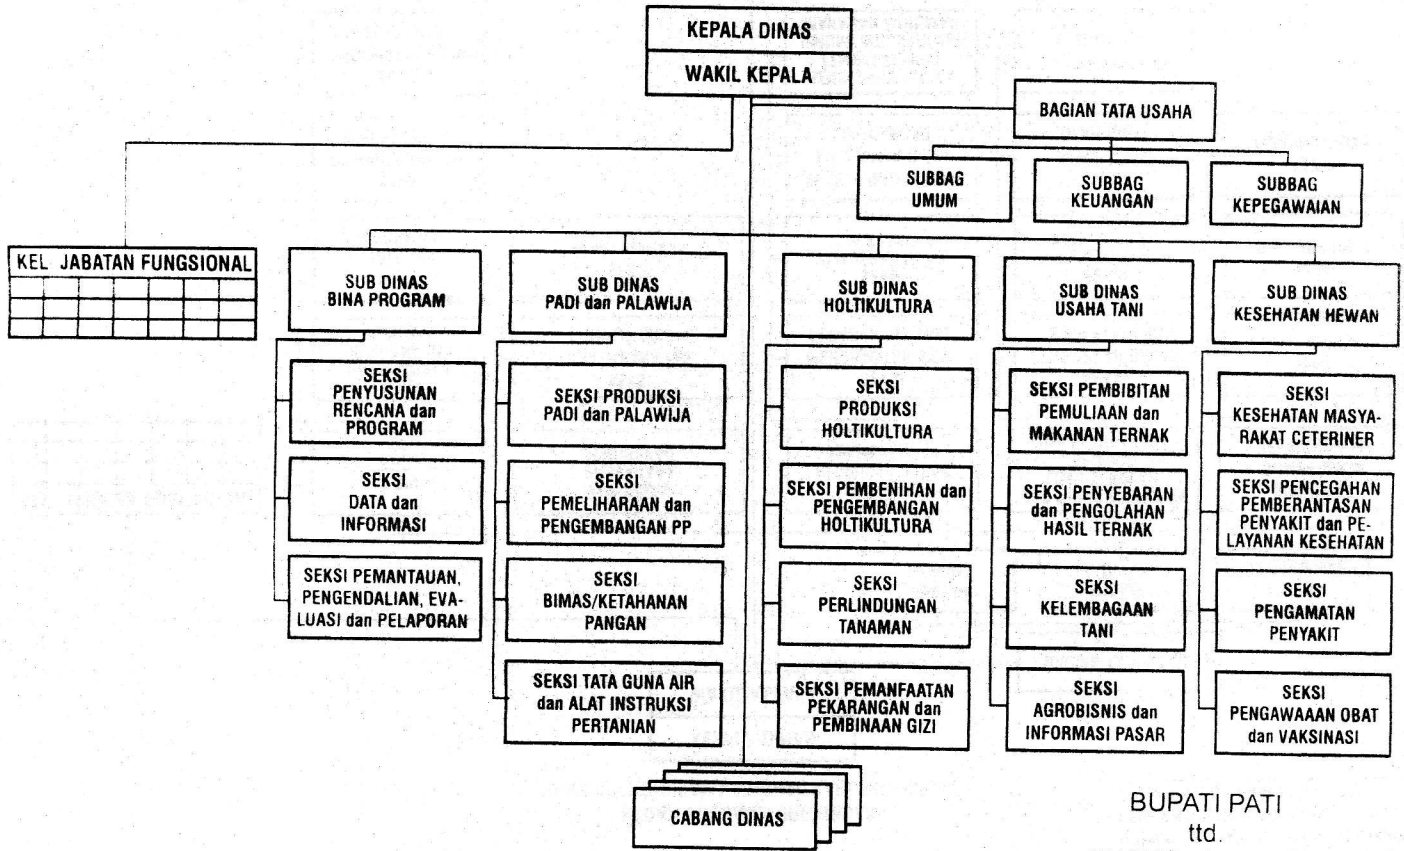 KEPALA DINAS
WAKIL KEPALA
BAGIAN TATA USAHA
SUBBAG
UMUM
SUBBAG
KEUANGAN
SUBBAG
KEPEGAWAIAN
KEL JABATAN FUNGSIONAL
SUB DINAS
BINA PROGRAM
SUB DINAS
PADI dan PALAWIJA
SUB DINAS
HOLTIKULTURA
SUB DINAS
USAHA TANI
SUB DINAS
KESEHATAN HEWAN
SEKSI
PENYUSUNAN
RENCANA dan
PROGRAM
SEKSI
DATA dan
INFORMASI
SEKSI PEMANTAUAN,
PENGENDALIAN, EVA-
LUASI dan PELAPORAN
SEKSI PRODUKSI
PADI dan PALAWIJA
SEKSI
PEMELIHARAAN dan
PENGEMBANGAN PP
SEKSI
BIMAS/KETAHANAN
PANGAN
SEKSI TATA GUNA AIR
dan ALAT INSTRUKSI
PERTANIAN
SEKSI
PRODUKSI
HOLTIKULTURA
SEKSI PEMBENIHAN dan
PENGEMBANGAN
HOLTIKULTURA
SEKSI
PERLINDUNGAN
TANAMAN
SEKSI PEMANFAATAN
PEKARANGAN dan
PEMBINAAN GIZI
SEKSI PEMBIBITAN
PEMULIAAN dan
MAKANAN TERNAK
SEKSI PENYEBARAN
dan PENGOLAHAN
HASIL TERNAK
SEKSI
KELEMBAGAAN
TANI
SEKSI
AGROBISNIS dan
INFORMASI PASAR
SEKSI
KESEHATAN MASYA-
RAKAT CETERINER
SEKSI PENCEGAHAN
PEMBERANTASAN
PENYAKIT dan PE-
LAYANAN KESEHATAN
SEKSI
PENGAMATAN
PENYAKIT
SEKSI
PENGAWAAAN OBAT
dan VAKSINASI
CABANG DINAS
BUPATI PATI
ttd.